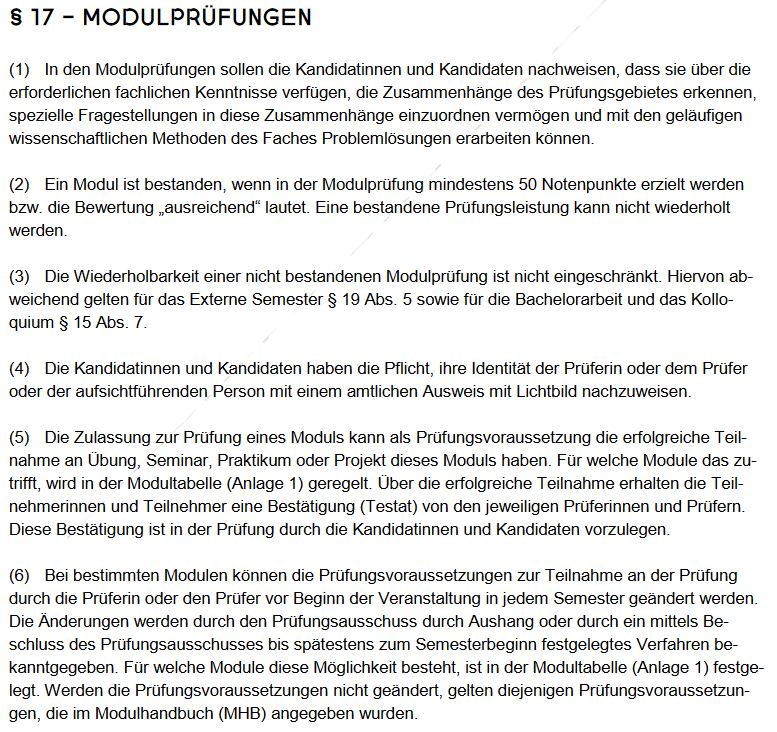 § 17 – MODULPRÜFUNGEN
(1) In den Modulprüfungen sollen die Kandidatinnen und Kandidaten nachweisen, dass sie über die
erforderlichen fachlichen Kenntnisse verfügen, die Zusammenhänge des Prüfungsgebietes erkennen,
spezielle Fragestellungen in diese Zusammenhänge einzuordnen vermögen und mit den geläufigen
wissenschaftlichen Methoden des Faches Problemlösungen erarbeiten können.
(2) Ein Modul ist bestanden, wenn in der Modulprüfung mindestens 50 Notenpunkte erzielt werden
bzw. die Bewertung „ausreichend“ lautet. Eine bestandene Prüfungsleistung kann nicht wiederholt
werden.
(3) Die Wiederholbarkeit einer nicht bestandenen Modulprüfung ist nicht eingeschränkt. Hiervon ab-
weichend gelten für das Externe Semester § 19 Abs. 5 sowie für die Bachelorarbeit und das Kollo-
quium § 15 Abs. 7.
(4) Die Kandidatinnen und Kandidaten haben die Pflicht, ihre Identität der Prüferin oder dem Prüfer
oder der aufsichtführenden Person mit einem amtlichen Ausweis mit Lichtbild nachzuweisen.
(5) Die Zulassung zur Prüfung eines Moduls kann als Prüfungsvoraussetzung die erfolgreiche Teil-
nahme an Übung, Seminar, Praktikum oder Projekt dieses Moduls haben. Für welche Module das zu-
trifft, wird in der Modultabelle (Anlage 1) geregelt. Über die erfolgreiche Teilnahme erhalten die Teil-
nehmerinnen und Teilnehmer eine Bestätigung (Testat) von den jeweiligen Prüferinnen und Prüfern.
Diese Bestätigung ist in der Prüfung durch die Kandidatinnen und Kandidaten vorzulegen.
(6) Bei bestimmten Modulen können die Prüfungsvoraussetzungen zur Teilnahme an der Prüfung
durch die Prüferin oder den Prüfer vor Beginn der Veranstaltung in jedem Semester geändert werden.
Die Änderungen werden durch den Prüfungsausschuss durch Aushang oder durch ein mittels Be-
schluss des Prüfungsausschusses bis spätestens zum Semesterbeginn festgelegtes Verfahren be-
kanntgegeben. Für welche Module diese Möglichkeit besteht, ist in der Modultabelle (Anlage 1) festge-
legt. Werden die Prüfungsvoraussetzungen nicht geändert, gelten diejenigen Prüfungsvoraussetzun-
gen, die im Modulhandbuch (MHB) angegeben wurden.